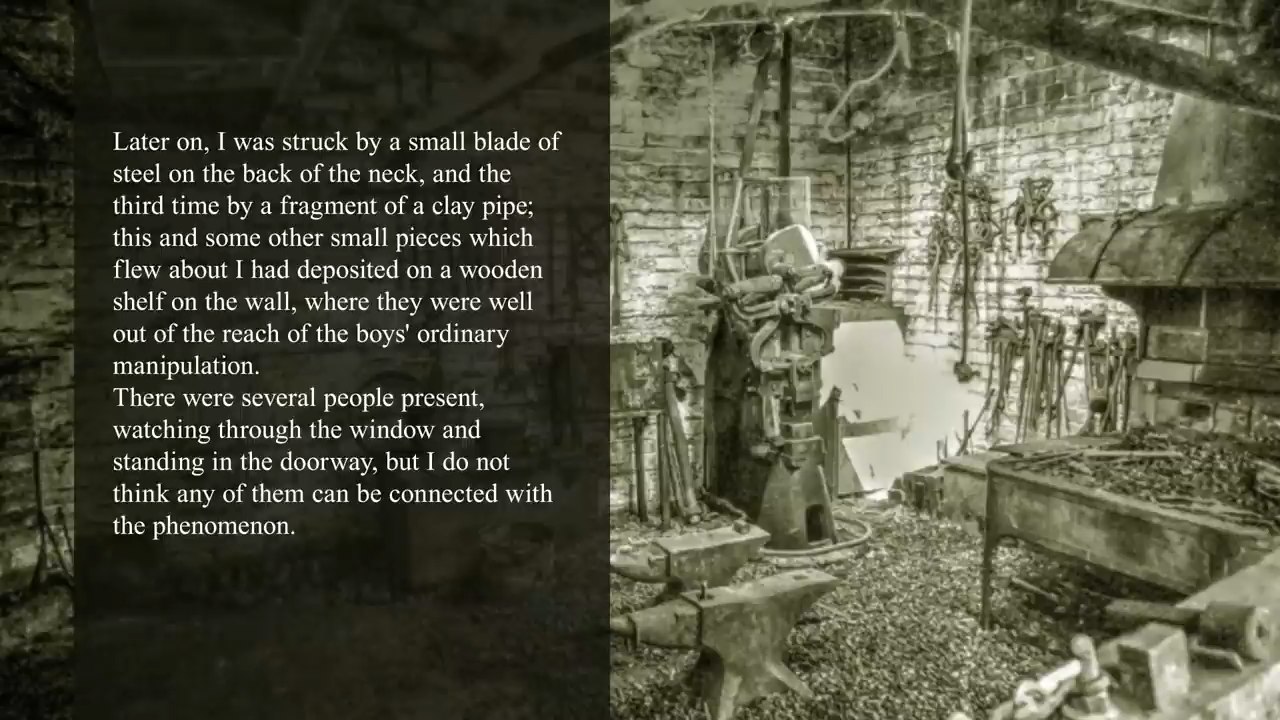 Later on, I was struck by a small blade of
steel on the back of the neck, and the
third time by a fragment of a clay pipe;
this and some other small pieces which
flew about I had deposited on a wooden
shelf on the wall, where they were well
out of the reach of the boys' ordinary
manipulation.
There were several people present,
watching through the window and
standing in the doorway, but I do not
think any of them can be connected with
the phenomenon.